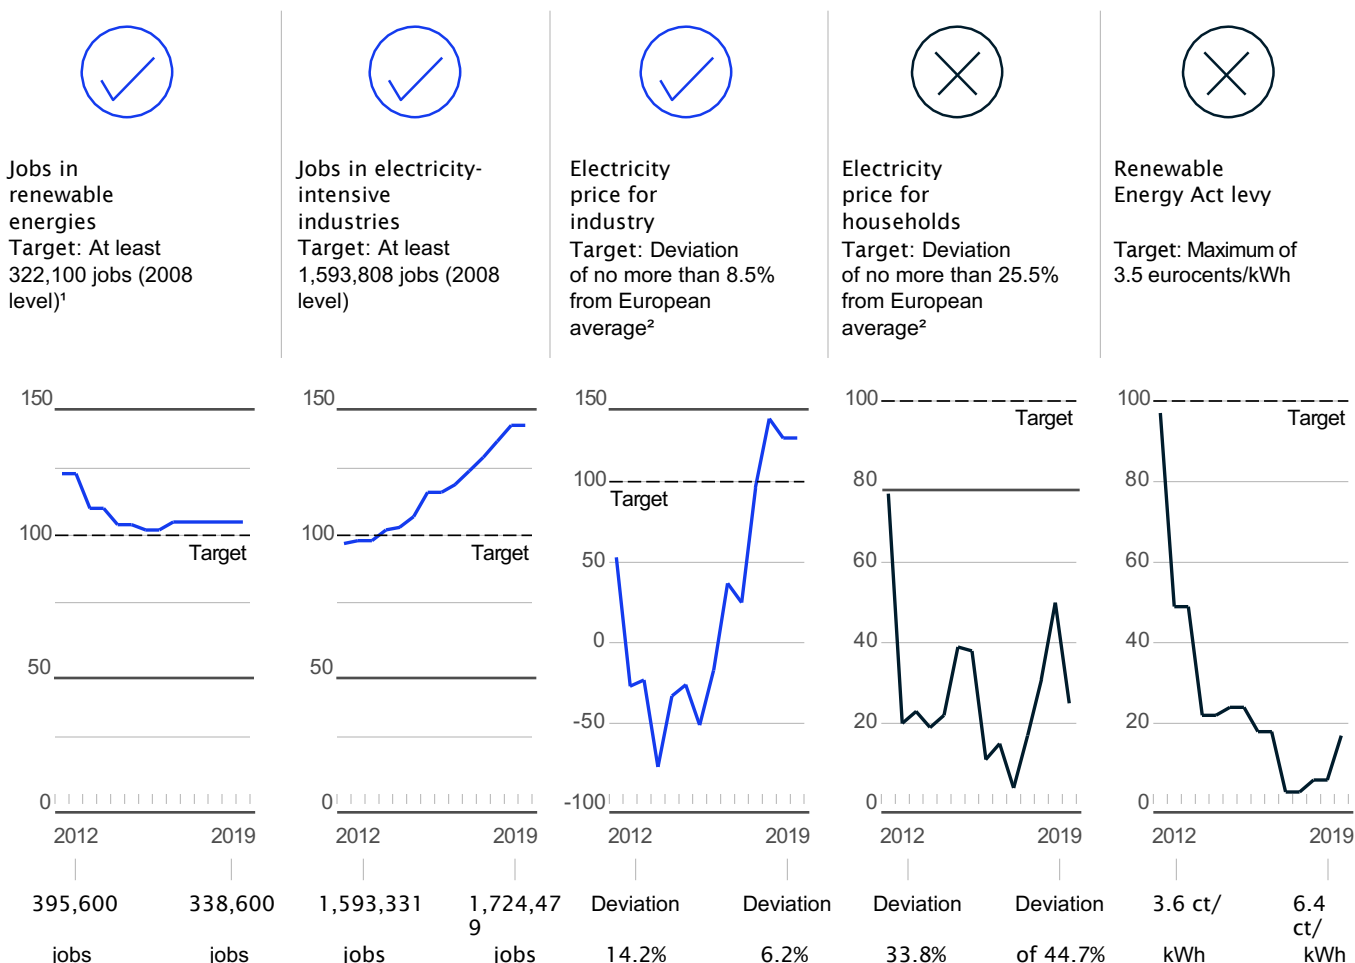 Jobs in
renewable
energies
Target: At least
322,100 jobs (2008
level)¹
Jobs in electricity-
intensive
industries
Target: At least
1,593,808 jobs (2008
level)
Electricity
price for
industry
Target: Deviation
of no more than 8.5%
from European
average²
Electricity
price for
households
Target: Deviation
of no more than 25.5%
from European
average²
Renewable
Energy Act levy
Target: Maximum of
3.5 eurocents/kWh
150
100
Target
50
0
2012
2019
395,600
jobs
338,600
jobs
150
100
Target
50
0
2012
2019
1,593,331
jobs
1,724,47
9
jobs
150
100
Target
50
0
-50
-100
2012
2019
Deviation
14.2%
Deviation
6.2%
100
Target
80
60
40
20
0
2012
2019
Deviation
33.8%
Deviation
of 44.7%
100
Target
80
60
40
20
0
2012
2019
3.6 ct/
kWh
6.4
ct/
kWh